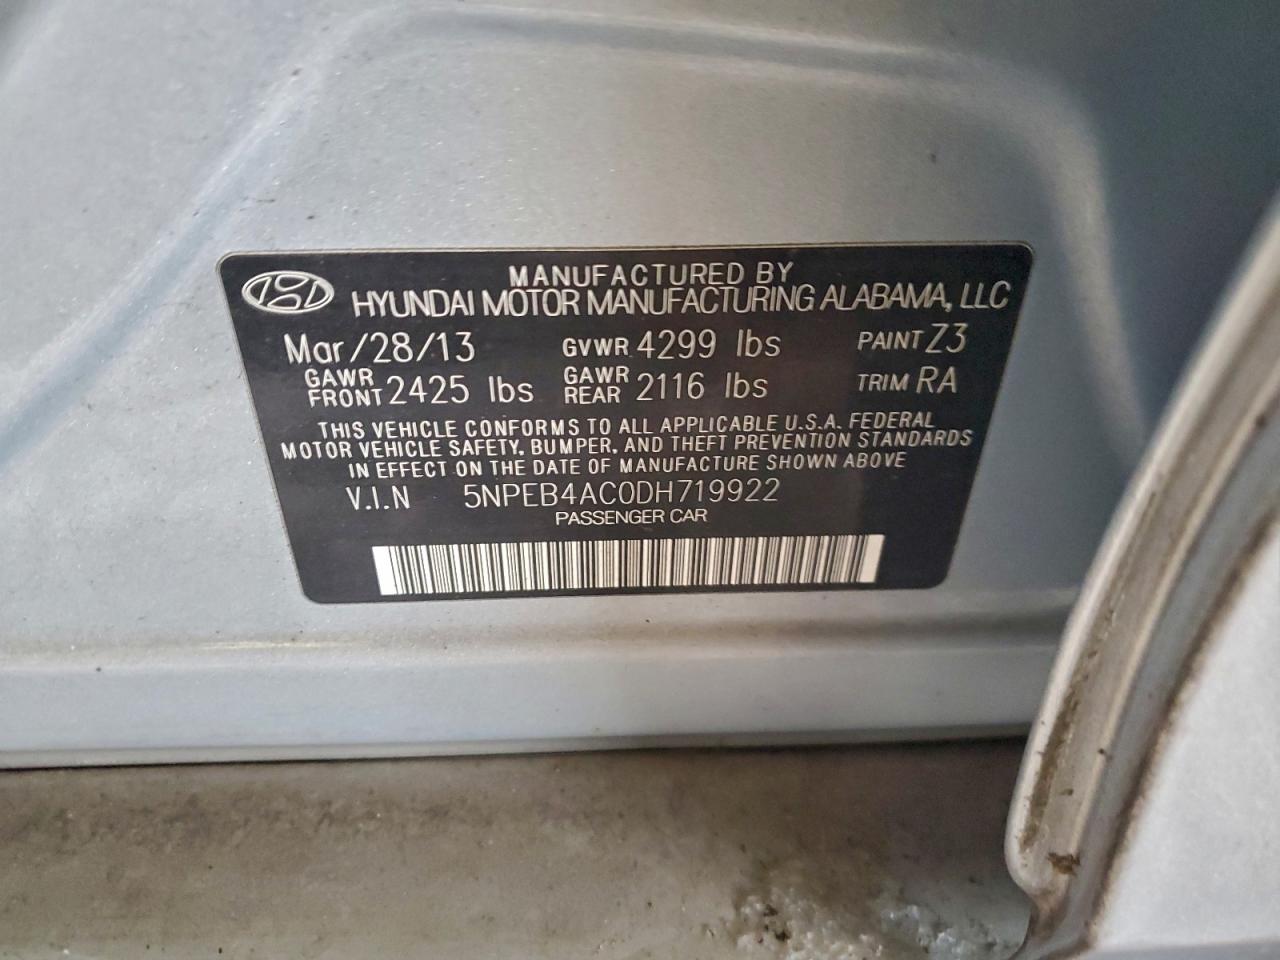 MANUFACTURED BY
HYUNDAI MOTOR MANUFACTURING ALABAMA, LLC
Mar/28/13 GVWR 4299 lbs PAINT Z3
GAWR FRONT 2425 lbs GAWR REAR 2116 lbs TRIM RA
THIS VEHICLE CONFORMS TO ALL APPLICABLE U.S.A. FEDERAL
MOTOR VEHICLE SAFETY, BUMPER, AND THEFT PREVENTION STANDARDS
IN EFFECT ON THE DATE OF MANUFACTURE SHOWN ABOVE
V.I.N 5NPEB4AC0DH719922
PASSENGER CAR